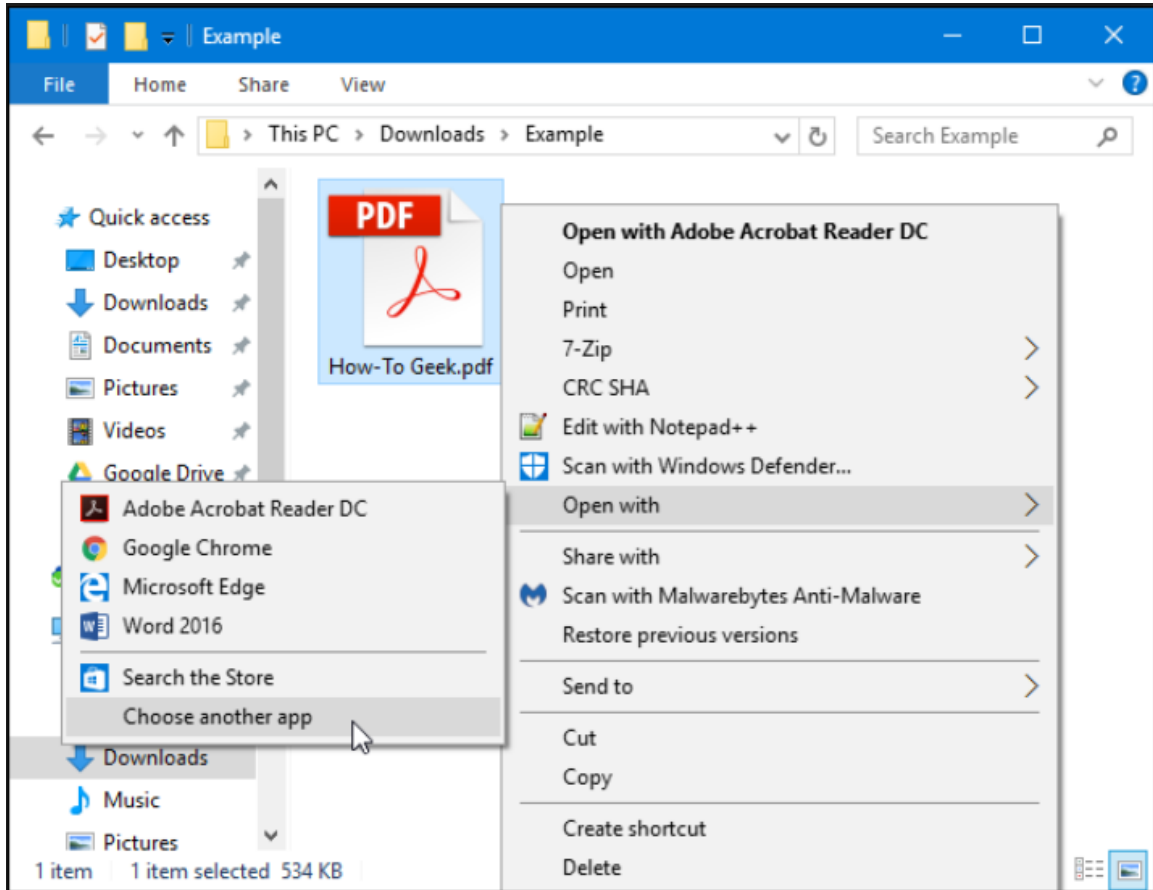 Example
File Home Share View
This PC > Downloads > Example
Search Example
Quick access
Desktop
Downloads
Documents
Pictures
Videos
Google Drive
PDF
How-To Geek.pdf
Open with Adobe Acrobat Reader DC
Open
Print
7-Zip
CRC SHA
Edit with Notepad++
Scan with Windows Defender...
Open with
Share with
Scan with Malwarebytes Anti-Malware
Restore previous versions
Send to
Cut
Copy
Create shortcut
Delete
Adobe Acrobat Reader DC
Google Chrome
Microsoft Edge
Word 2016
Search the Store
Choose another app
Downloads
Music
Pictures
1 item 1 item selected 534 KB